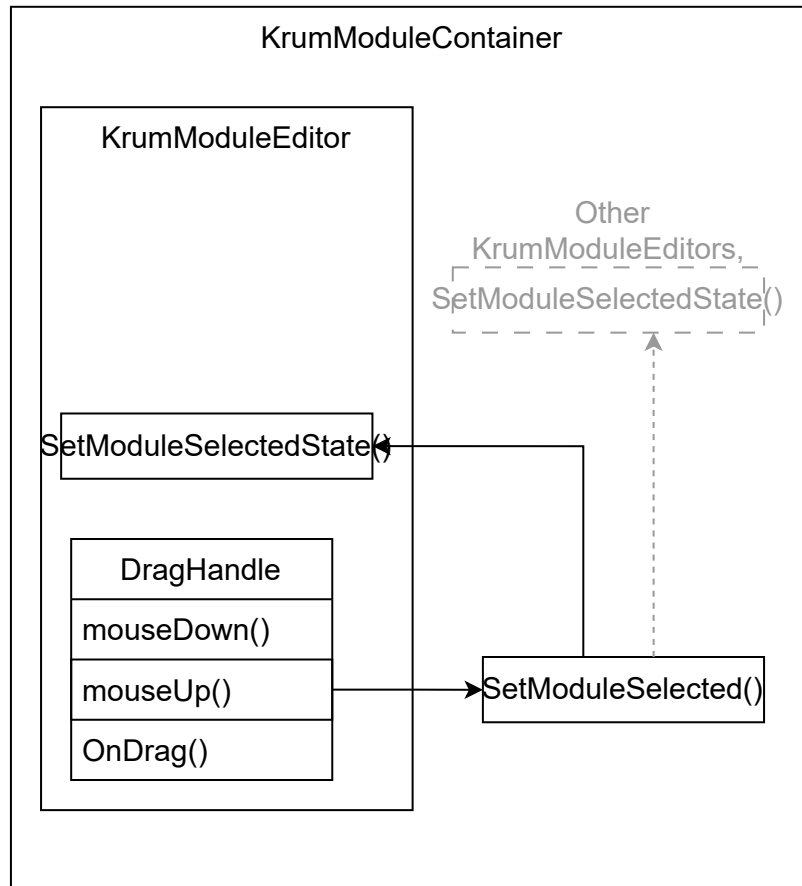 KrumModuleContainer
KrumModuleEditor
Other
KrumModuleEditors,
SetModuleSelectedState()
SetModuleSelectedState()
DragHandle
mouseDown()
mouseUp()
SetModuleSelected()
OnDrag()